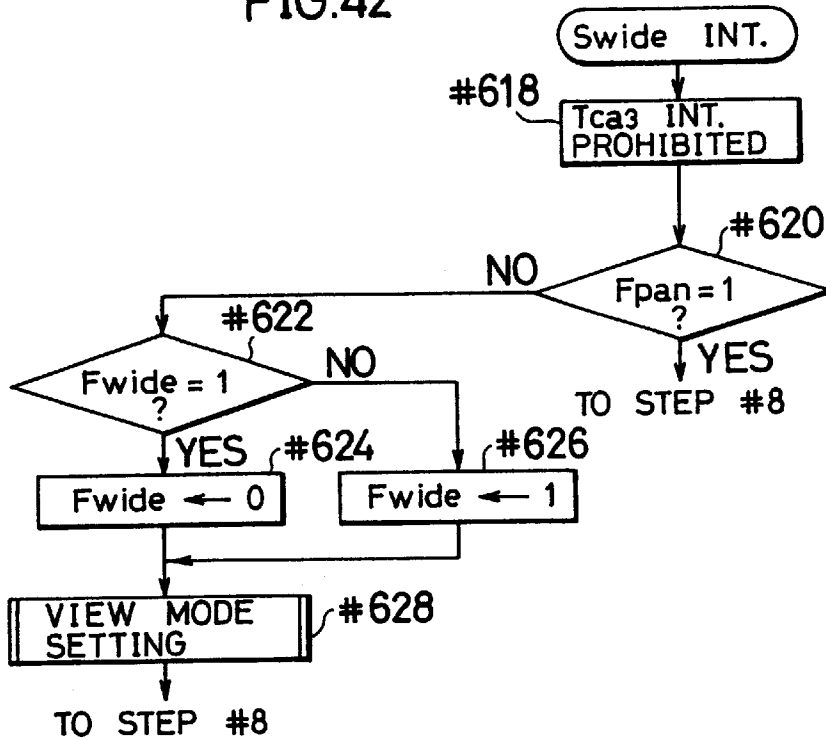 FIG.42
Swide INT.
#618
Tca3 INT.
PROHIBITED
#620
Fpan=1
?
NO
YES
TO STEP #8
#622
Fwide = 1
?
NO
YES
#624
Fwide ← 0
#626
Fwide ← 1
VIEW MODE
SETTING
#628
TO STEP #8